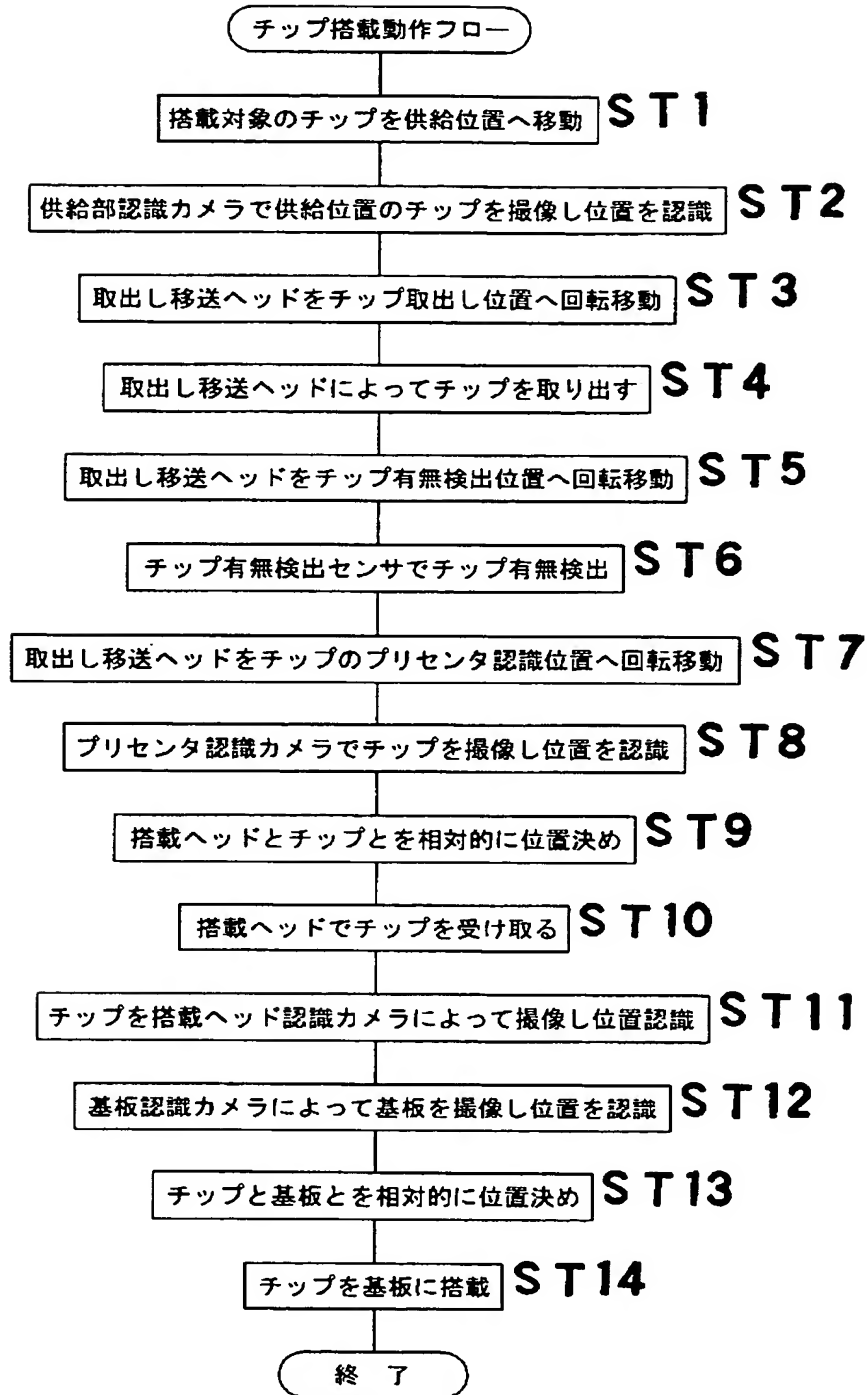 チップ搭載動作フロー
搭載対象のチップを供給位置へ移動 ST1
供給部認識カメラで供給位置のチップを撮像し位置を認識 ST2
取出し移送ヘッドをチップ取出し位置へ回転移動 ST3
取出し移送ヘッドによってチップを取り出す ST4
取出し移送ヘッドをチップ有無検出位置へ回転移動 ST5
チップ有無検出センサでチップ有無検出 ST6
取出し移送ヘッドをチップのプリセンタ認識位置へ回転移動 ST7
プリセンタ認識カメラでチップを撮像し位置を認識 ST8
搭載ヘッドとチップとを相対的に位置決め ST9
搭載ヘッドでチップを受け取る ST10
チップを搭載ヘッド認識カメラによって撮像し位置認識 ST11
基板認識カメラによって基板を撮像し位置を認識 ST12
チップと基板とを相対的に位置決め ST13
チップを基板に搭載 ST14
終 了